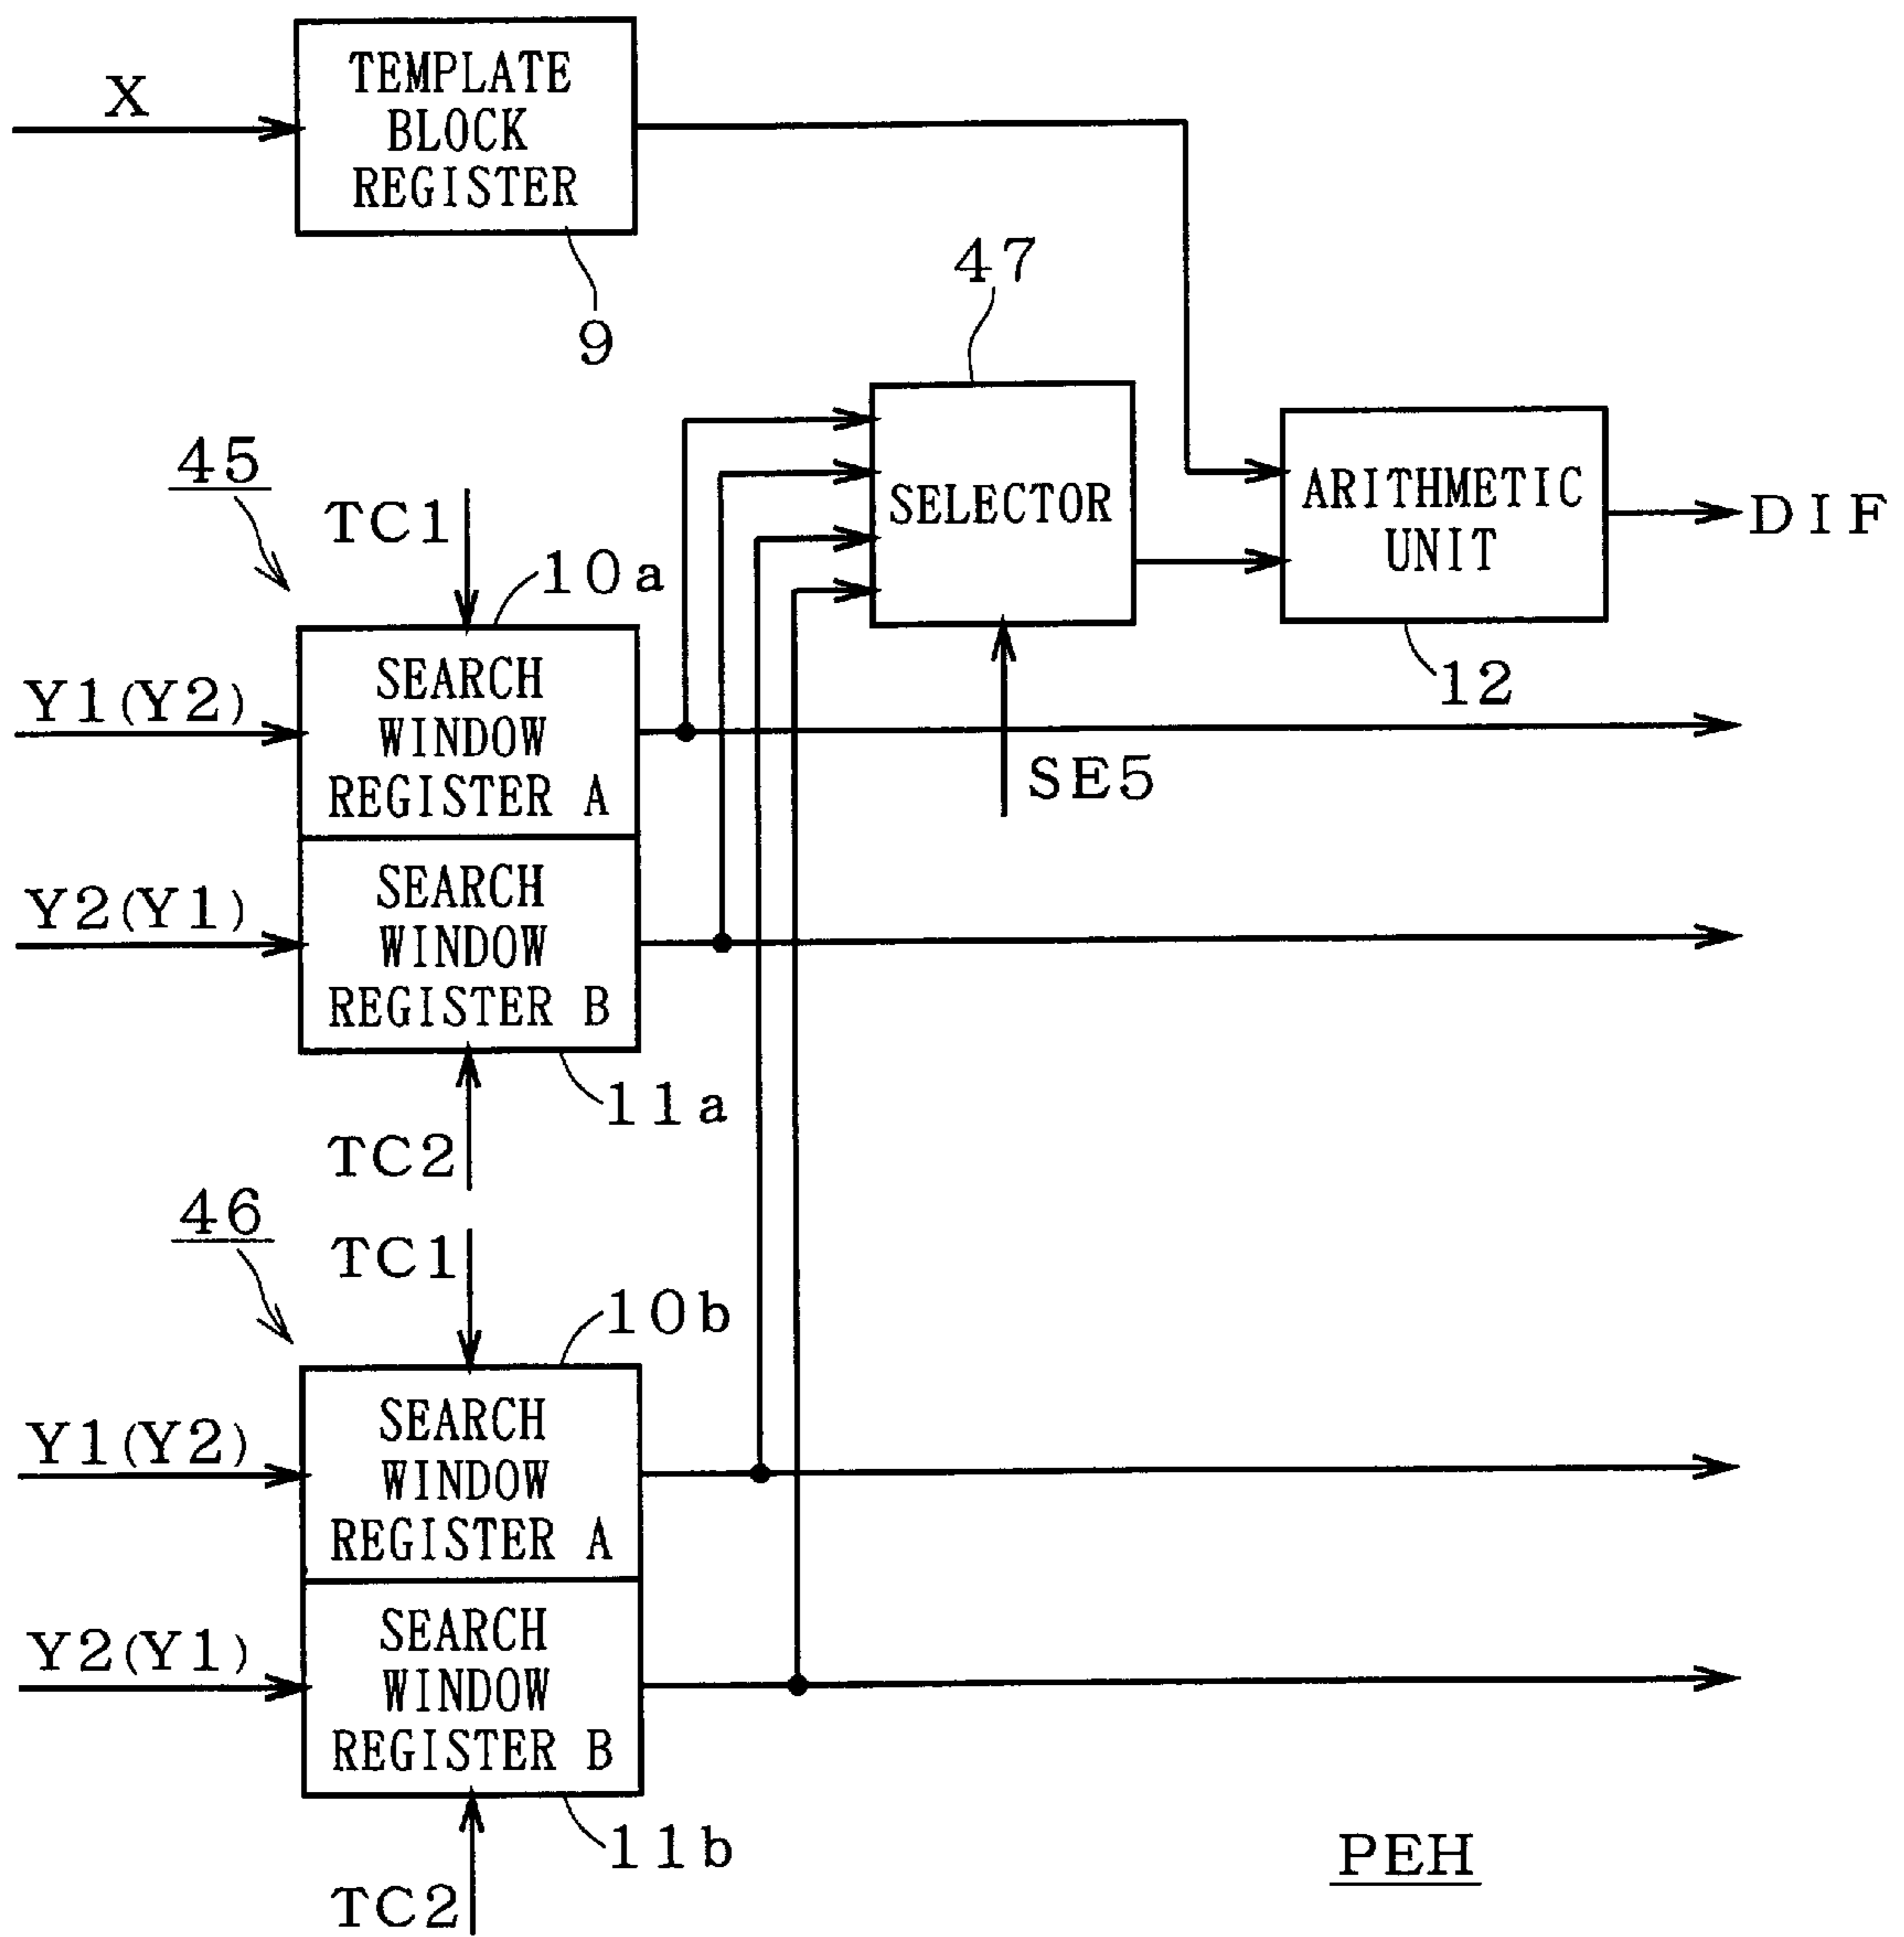 X
TEMPLATE
BLOCK
REGISTER
9
47
SELECTOR
SE5
ARITHMETIC
UNIT
12
DIF
45
TC1
10a
Y1(Y2)
SEARCH
WINDOW
REGISTER A
Y2(Y1)
SEARCH
WINDOW
REGISTER B
11a
TC2
46
TC1
10b
Y1(Y2)
SEARCH
WINDOW
REGISTER A
Y2(Y1)
SEARCH
WINDOW
REGISTER B
11b
TC2
PEH